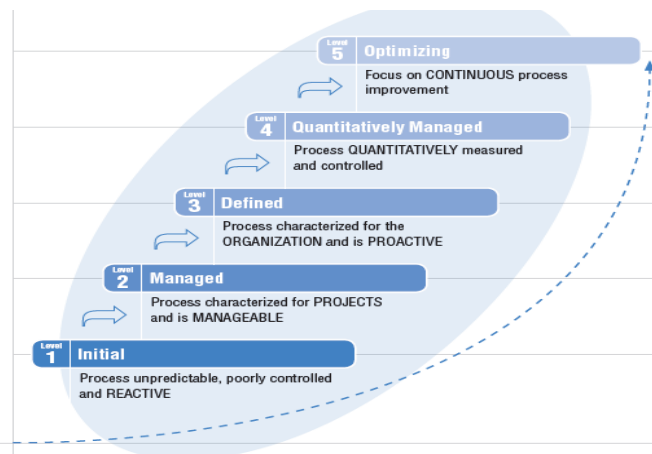 Level
5 Optimizing
Focus on CONTINUOUS process
improvement
Level
4 Quantitatively Managed
Process QUANTITATIVELY measured
and controlled
Level
3 Defined
Process characterized for the
ORGANIZATION and is PROACTIVE
Level
2 Managed
Process characterized for PROJECTS
and is MANAGEABLE
Level
1 Initial
Process unpredictable, poorly controlled
and REACTIVE